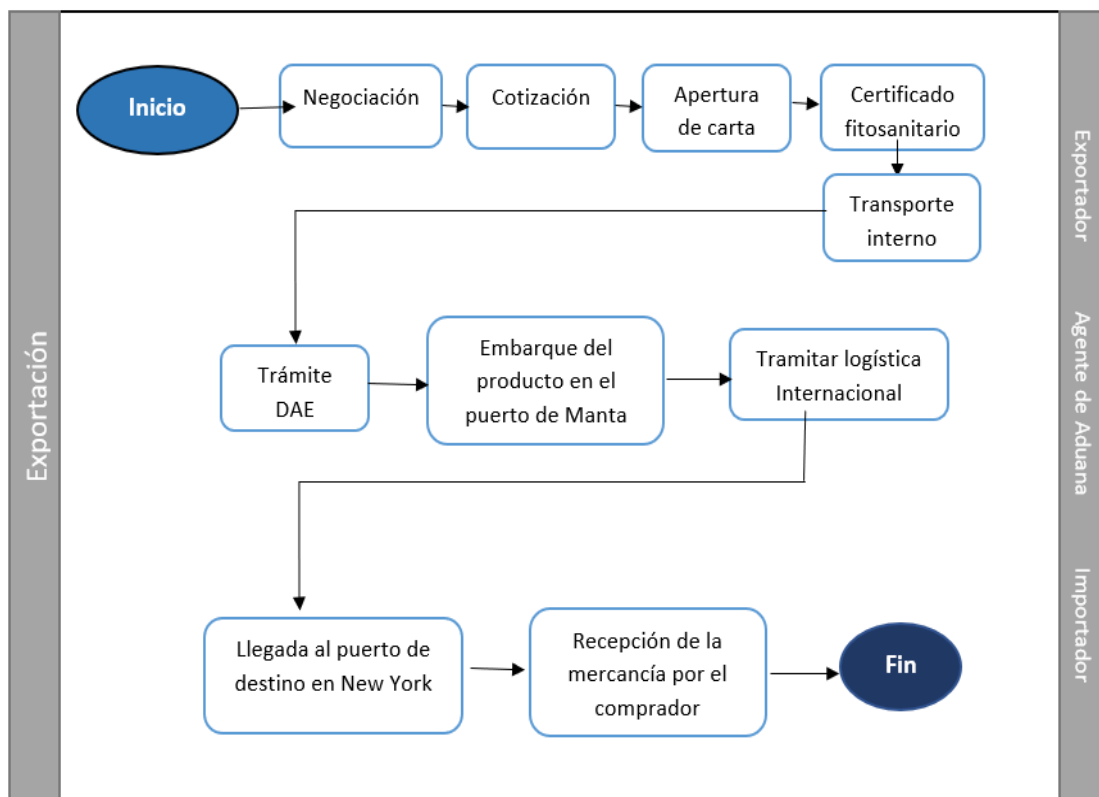 Exportación
Inicio
Negociación
Cotización
Apertura
de carta
Certificado
fitosanitario
Transporte
interno
Exportador
Trámite
DAE
Embarque del
producto en el
puerto de Manta
Tramitar logística
Internacional
Agente de Aduana
Llegada al puerto de
destino en New York
Recepción de la
mercancía por el
comprador
Fin
Importador